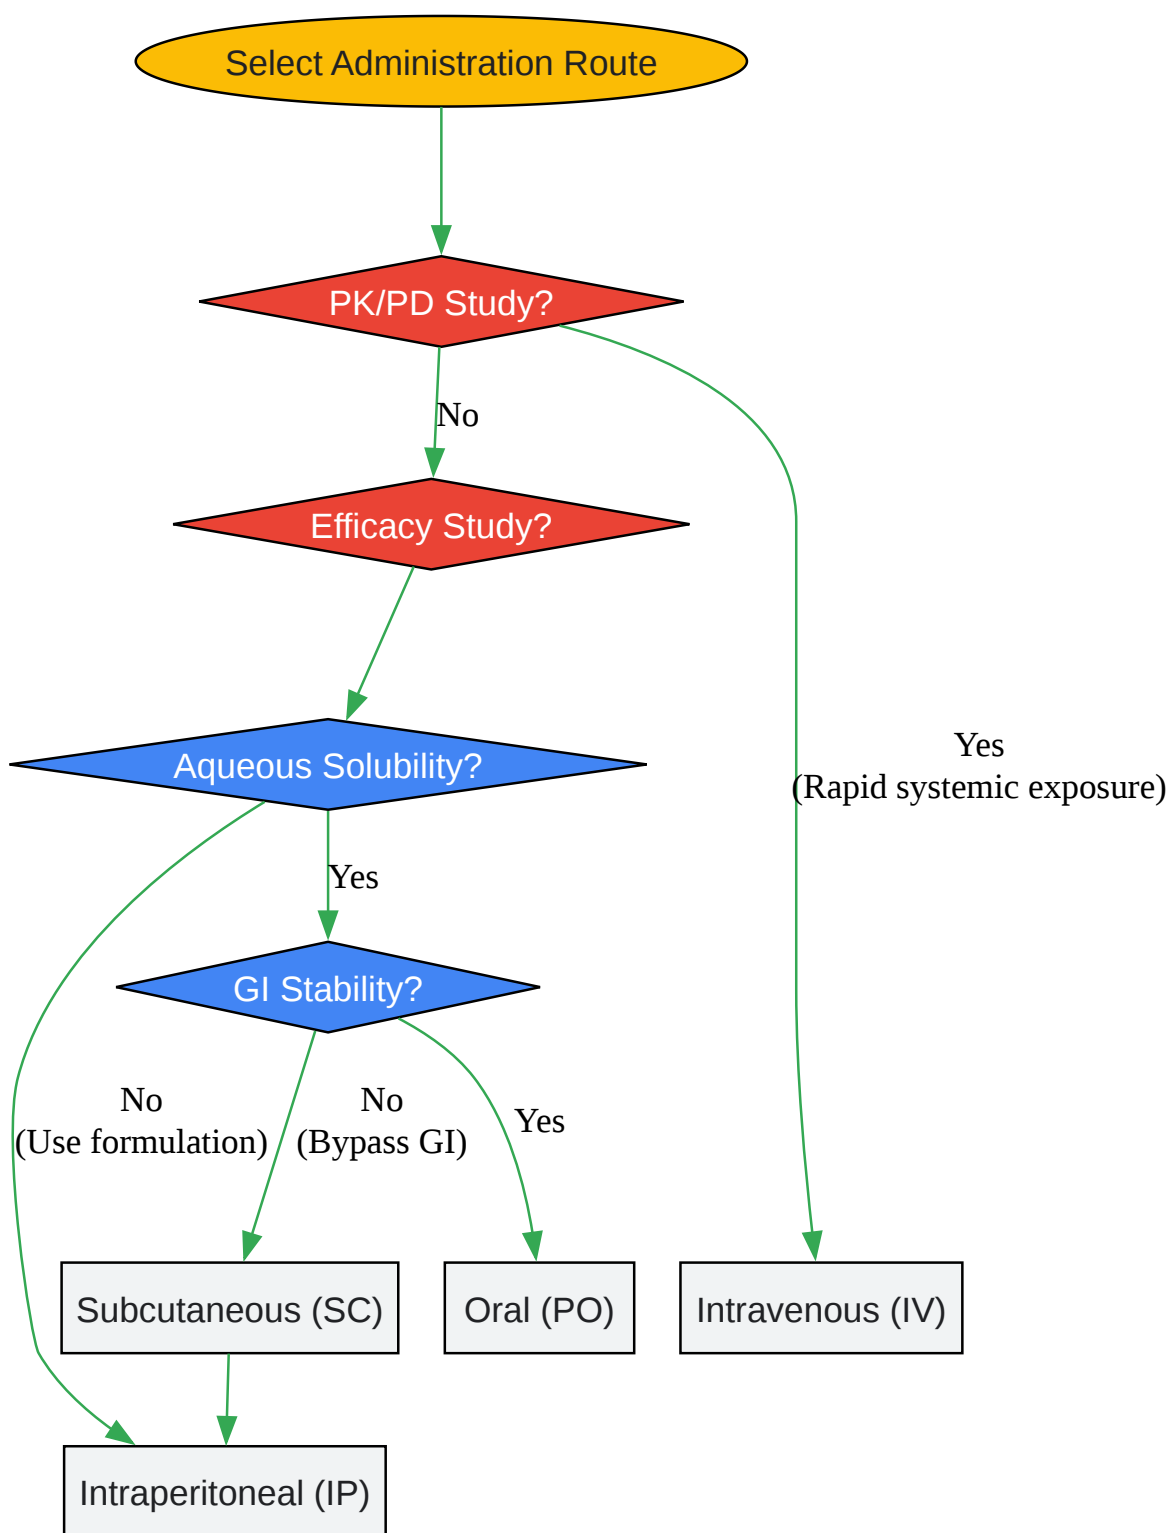 Select Administration Route
PK/PD Study?
No
Efficacy Study?
Yes
(Rapid systemic exposure)
Aqueous Solubility?
Yes
GI Stability?
No
(Use formulation)
No
(Bypass GI)
Yes
Subcutaneous (SC)
Oral (PO)
Intravenous (IV)
Intraperitoneal (IP)